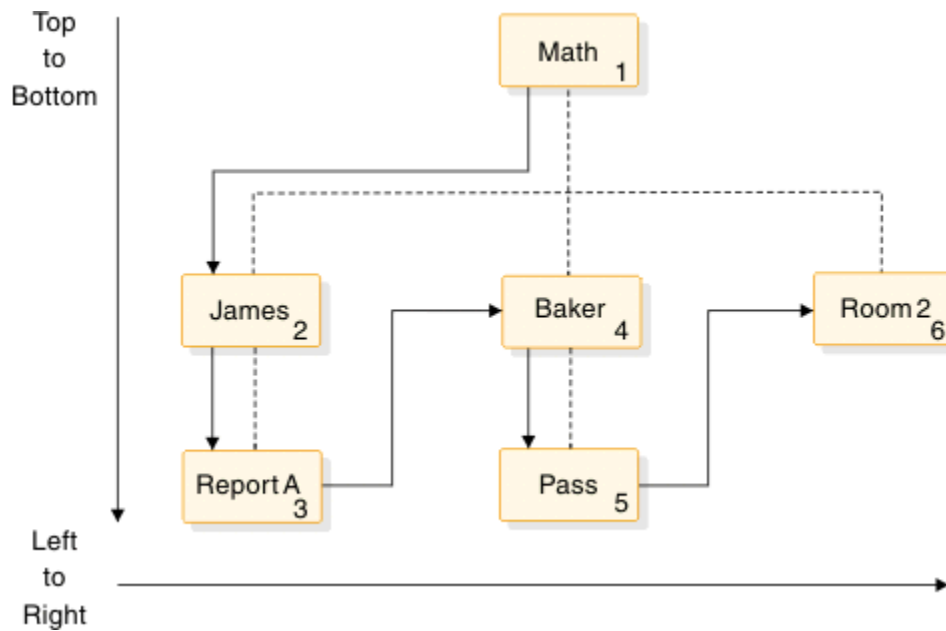 Top
to
Bottom
Math
1
James
2
Baker
4
Room 2
6
Report A
3
Pass
5
Left
to
Right